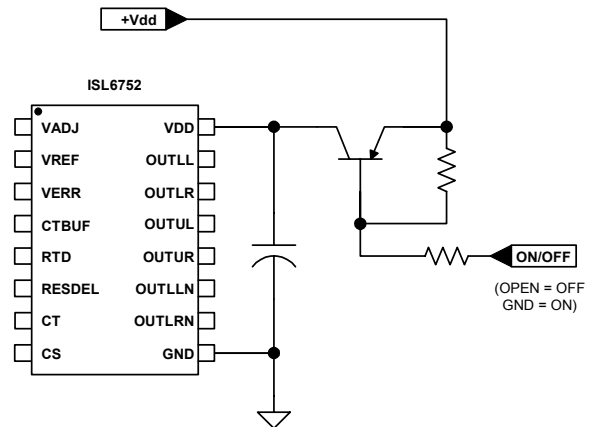 +Vdd
ISL6752
VADJ VDD
VREF OUTLL
VERR OUTLR
CTBUF OUTUL
RTD OUTUR
RESDEL OUTLLN
CT OUTLRN
CS GND
ON/OFF
(OPEN = OFF
GND = ON)